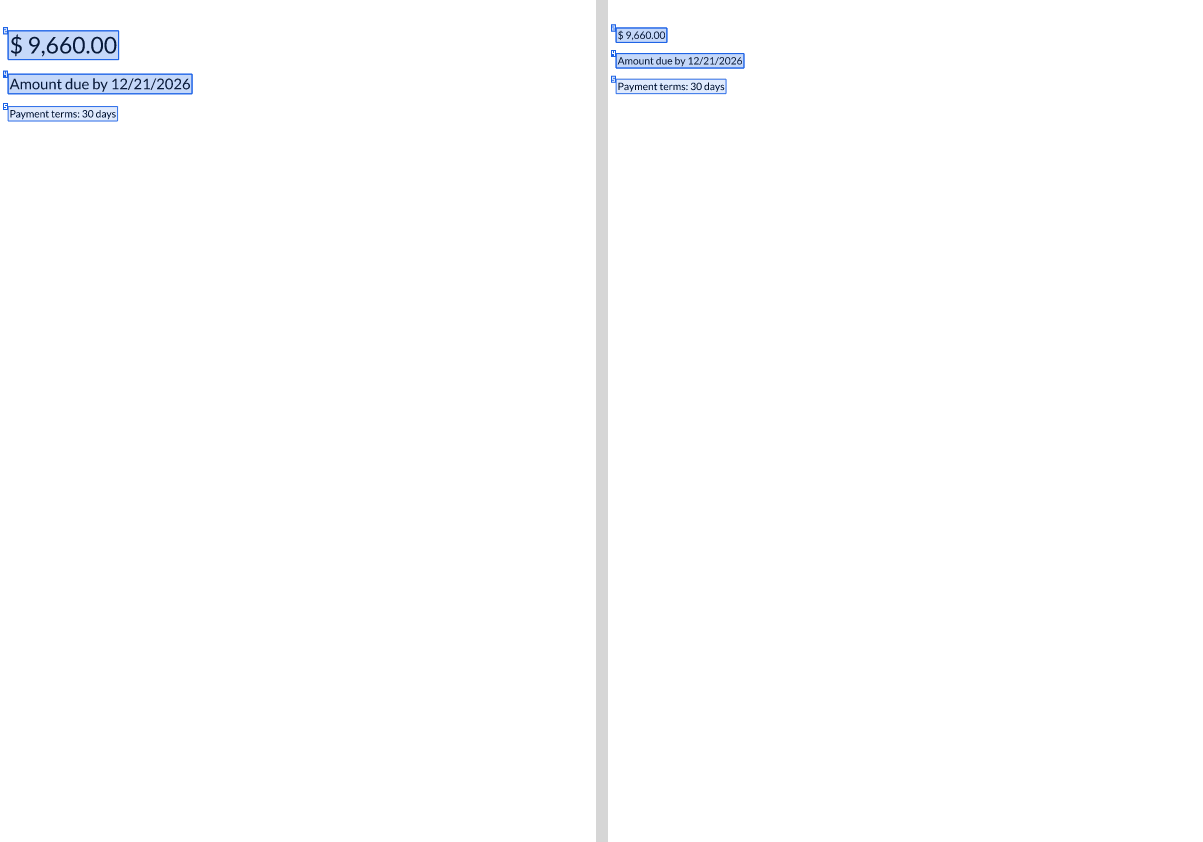 $ 9,660.00
Amount due by 12/21/2026
Payment terms: 30 days
$ 9,660.00
Amount due by 12/21/2026
Payment terms: 30 days